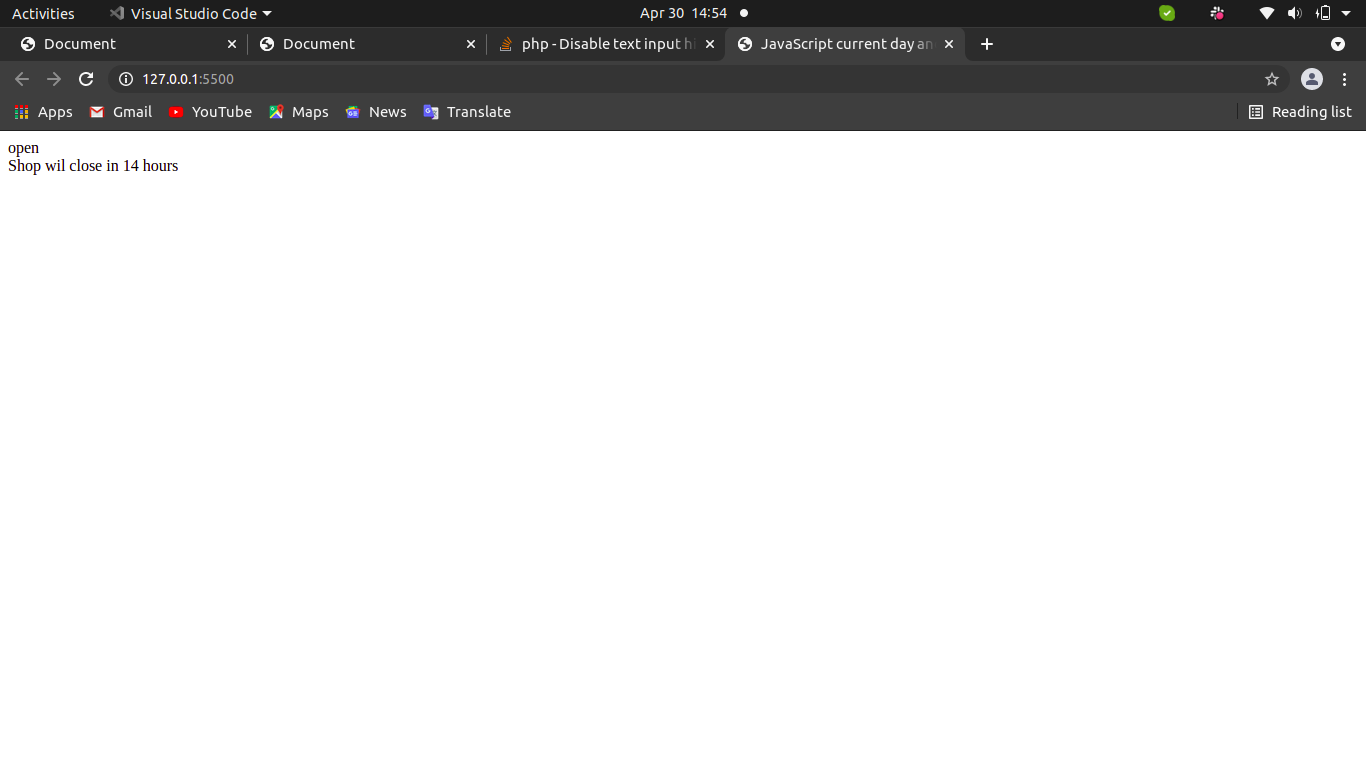 Activities Visual Studio Code Apr 30 14:54
Document Document php - Disable text input hi JavaScript current day an
127.0.0.1:5500
Apps Gmail YouTube Maps News Translate Reading list
open
Shop wil close in 14 hours